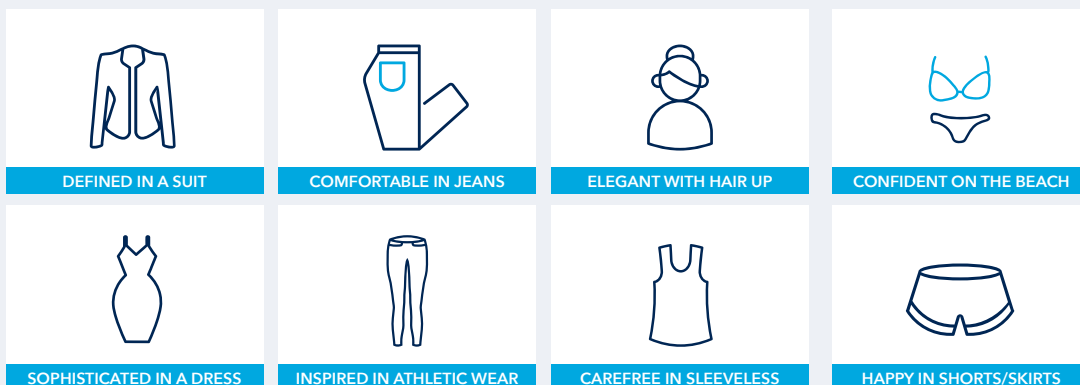 DEFINED IN A SUIT
COMFORTABLE IN JEANS
ELEGANT WITH HAIR UP
CONFIDENT ON THE BEACH
SOPHISTICATED IN A DRESS
INSPIRED IN ATHLETIC WEAR
CAREFREE IN SLEEVELESS
HAPPY IN SHORTS/SKIRTS